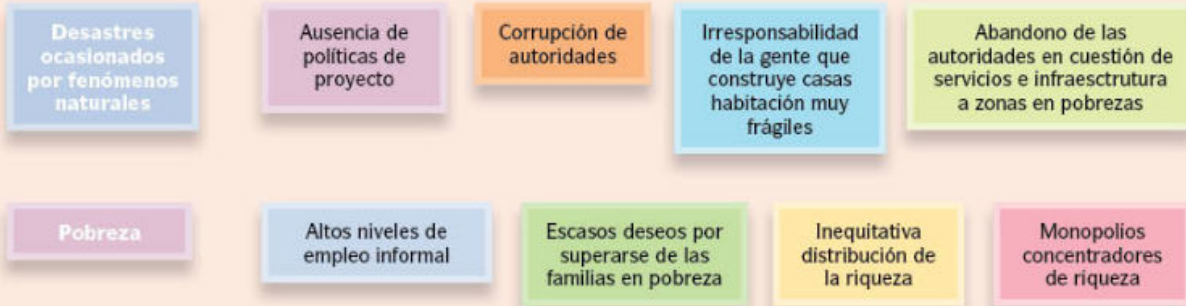 Desastres
ocasionados
por fenómenos
naturales
Ausencia de
políticas de
proyecto
Corrupción de
autoridades
Irresponsabilidad
de la gente que
construye casas
habitación muy
frágiles
Abandono de las
autoridades en cuestión de
servicios e infraesctrutura
a zonas en pobrezas
Pobreza
Altos niveles de
empleo informal
Escasos deseos por
superarse de las
familias en pobreza
Inequitativa
distribución de
la riqueza
Monopolios
concentradores
de riqueza